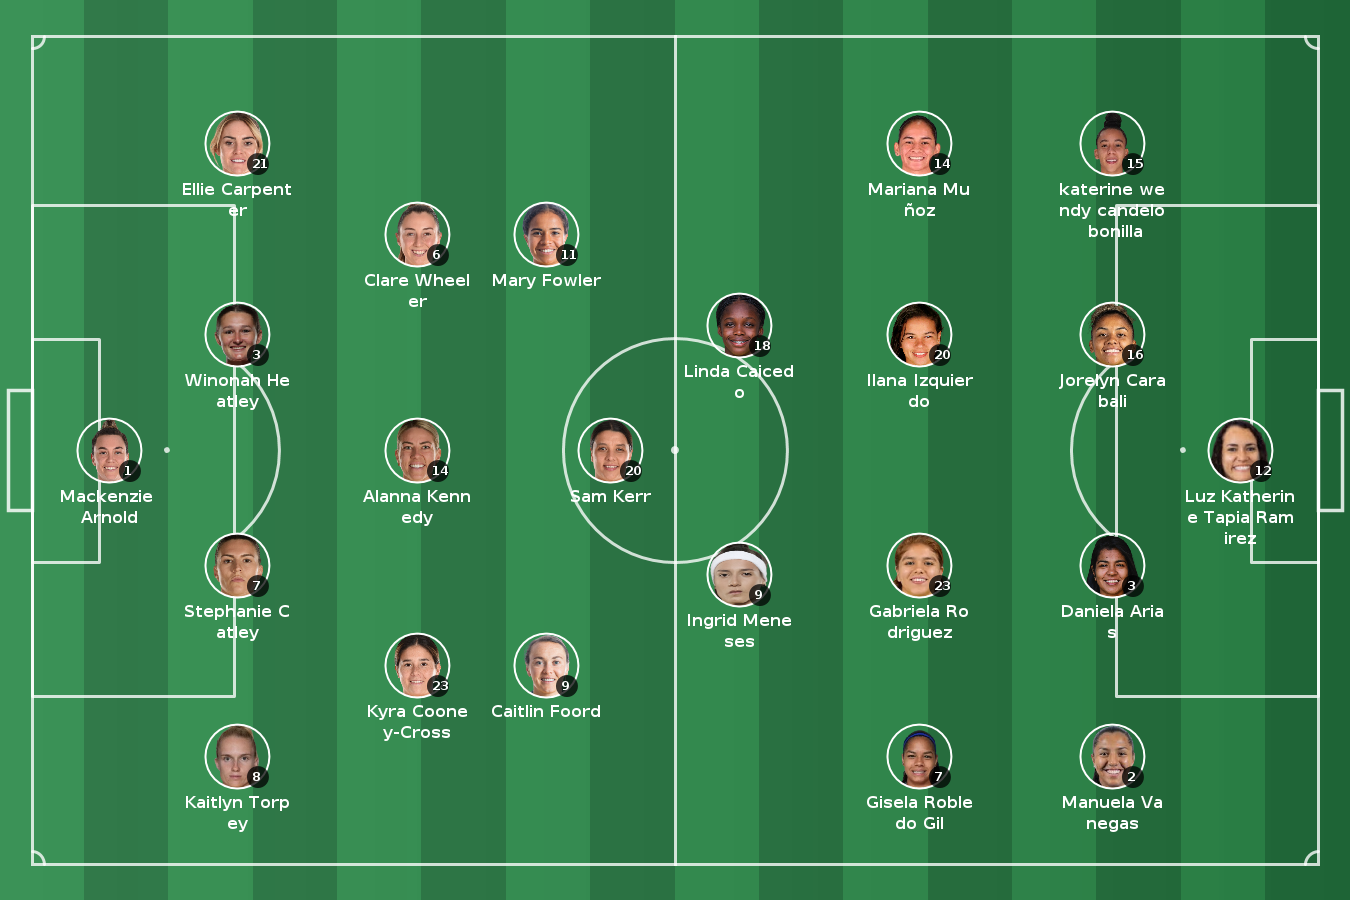 21
Ellie Carpent
er
6
Clare Wheel
er
11
Mary Fowler
3
Winonah He
atley
1
Mackenzie
Arnold
14
Alanna Kenn
edy
20
Sam Kerr
7
Stephanie C
atley
23
Kyra Coone
y-Cross
9
Caitlin Foord
8
Kaitlyn Torp
ey
14
Mariana Mu
ñoz
15
katerine we
ndy candelo
bonilla
18
Linda Caiced
o
20
Ilana Izquier
do
16
Jorelyn Cara
bali
12
Luz Katherin
e Tapia Ram
irez
9
Ingrid Mene
ses
23
Gabriela Ro
driguez
3
Daniela Aria
s
7
Gisela Roble
do Gil
2
Manuela Va
negas